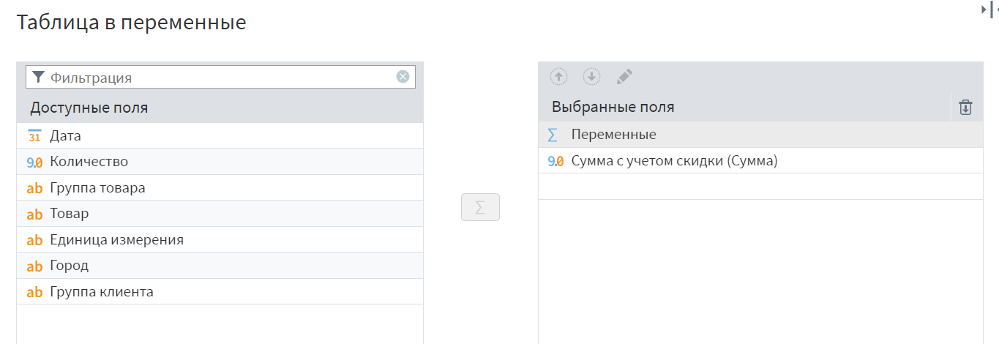 Таблица в переменные
Фильтрация
Доступные поля
31 Дата
9.0 Количество
ab Группа товара
ab Товар
ab Единица измерения
ab Город
ab Группа клиента
Σ
Выбранные поля
Σ Переменные
9.0 Сумма с учетом скидки (Сумма)